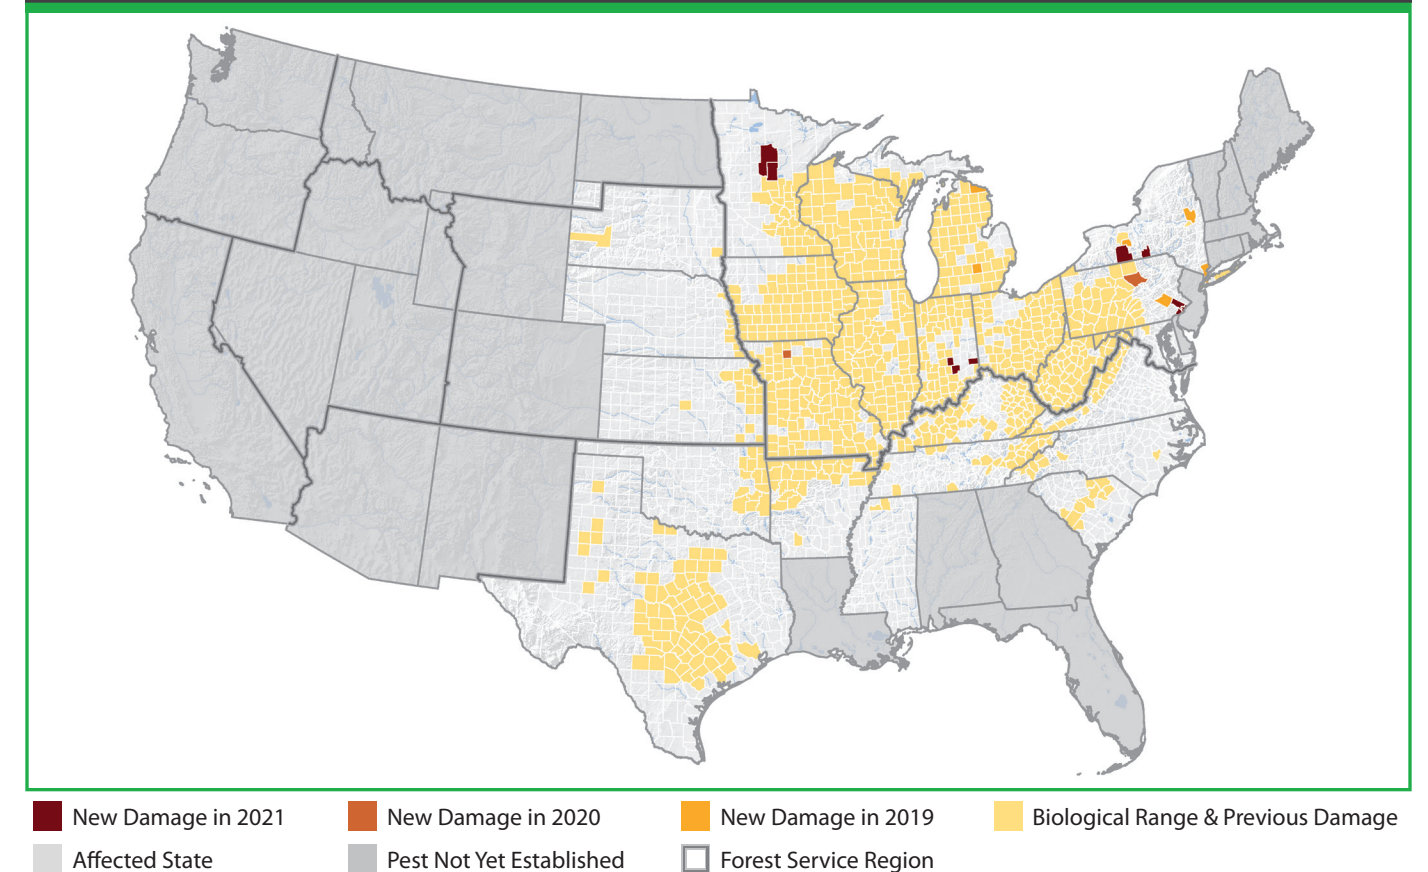 New Damage in 2021 New Damage in 2020 New Damage in 2019 Biological Range & Previous Damage
Affected State Pest Not Yet Established Forest Service Region